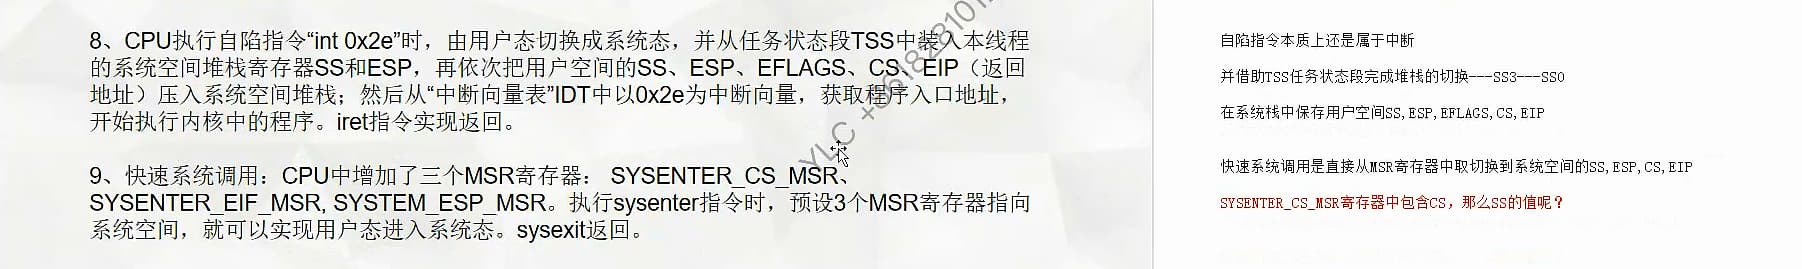 8、CPU执行自陷指令“int 0x2e”时，由用户态切换成系统态，并从任务状态段TSS中装入本线程
的系统空间堆栈寄存器SS和ESP，再依次把用户空间的SS、ESP、EFLAGS、CS、EIP（返回
地址）压入系统空间堆栈；然后从“中断向量表”IDT中以0x2e为中断向量，获取程序入口地址，
开始执行内核中的程序。iret指令实现返回。
9、快速系统调用：CPU中增加了三个MSR寄存器： SYSENTER_CS_MSR、
SYSENTER_EIF_MSR, SYSTEM_ESP_MSR。执行sysenter指令时，预设3个MSR寄存器指向
系统空间，就可以实现用户态进入系统态。sysexit返回。
YLC +861828101
自陷指令本质上还是属于中断
并借助TSS任务状态段完成堆栈的切换---SS3---SS0
在系统栈中保存用户空间SS,ESP,EFLAGS,CS,EIP
快速系统调用是直接从MSR寄存器中取切换到系统空间的SS,ESP,CS,EIP
SYSENTER_CS_MSR寄存器中包含CS，那么SS的值呢？